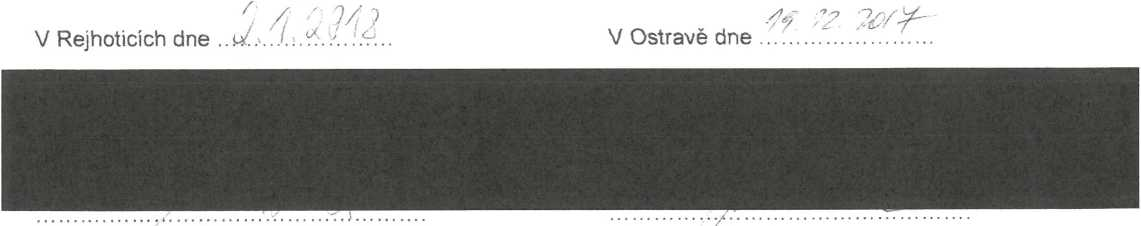 V Rejhoticích dne 2.1.2018
V Ostravě dne 19.12.2017